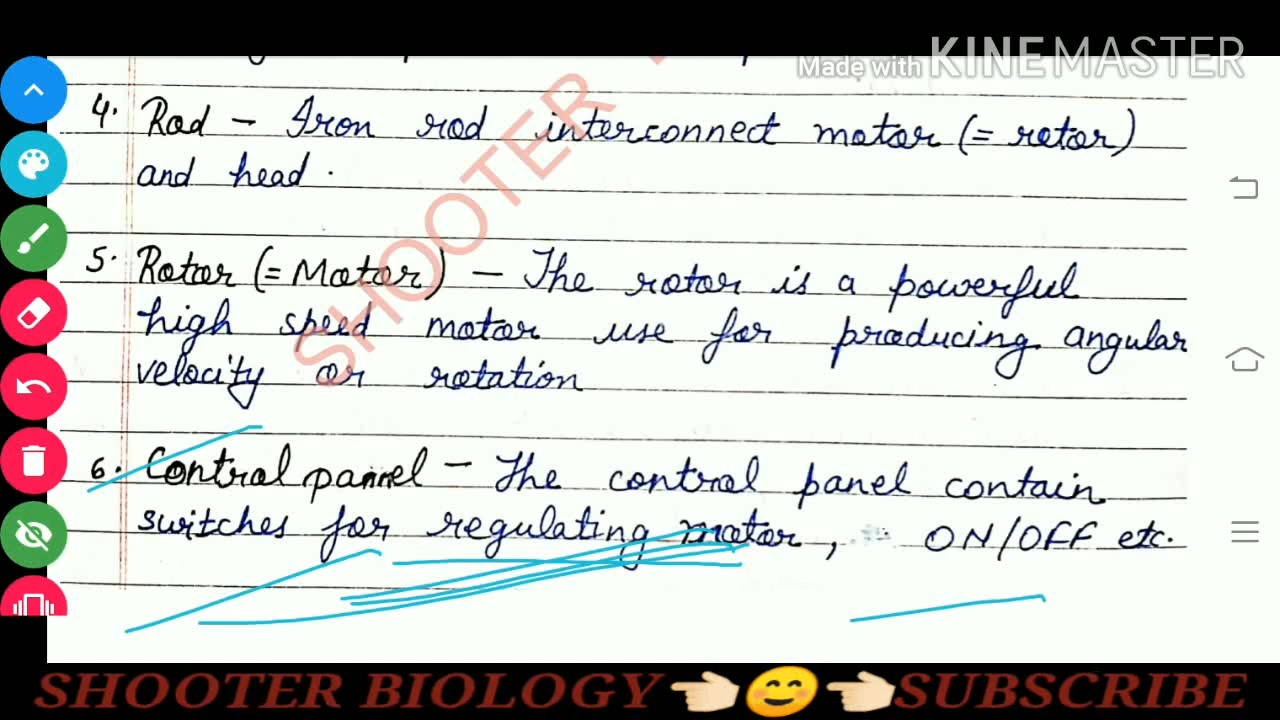 Made with KINEMASTER
4. Rod - Iron rod interconnect motor (= rotor)
and head.
5. Rotor (= Motor) - The rotor is a powerful
high speed motor use for producing angular
velocity or rotation
6. Control pannel - The control panel contain
switches for regulating motor, ON/OFF etc.
SHOOTER
SHOOTER BIOLOGY 👈🏻😊👈🏻SUBSCRIBE